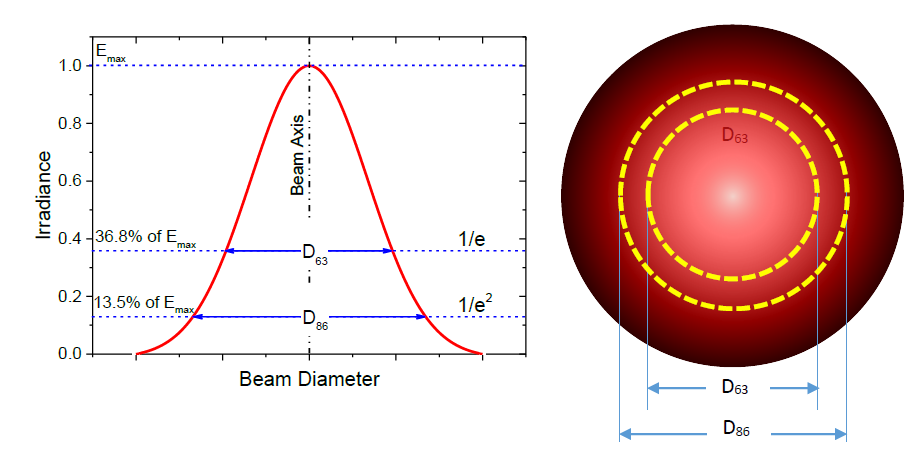 E_max
1.0
0.8
0.6
0.4
0.2
0.0
Irradiance
Beam Axis
36.8% of E_max
1/e
D_63
13.5% of E_max
1/e²
D_86
Beam Diameter
D_63
D_63
D_86